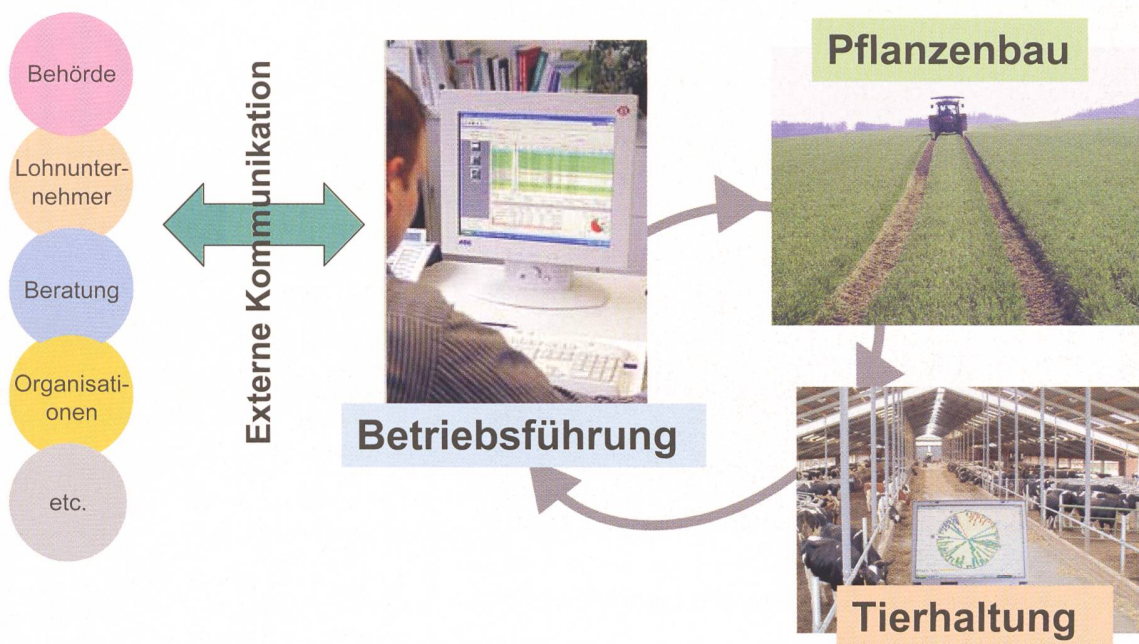 Behörde
Lohnunter-
nehmer
Beratung
Organisati-
onen
etc.
Externe Kommunikation
Betriebsführung
Pflanzenbau
Tierhaltung